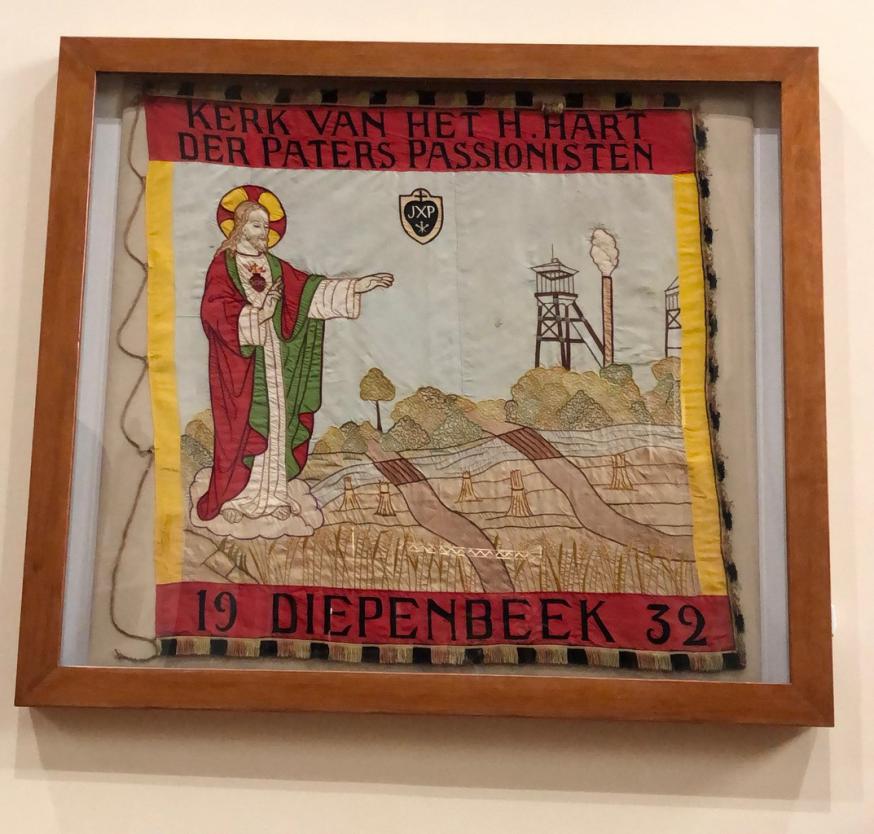 KERK VAN HET H. HART
DER PATERS PASSIONISTEN
JXP
19 DIEPENBEEK 32